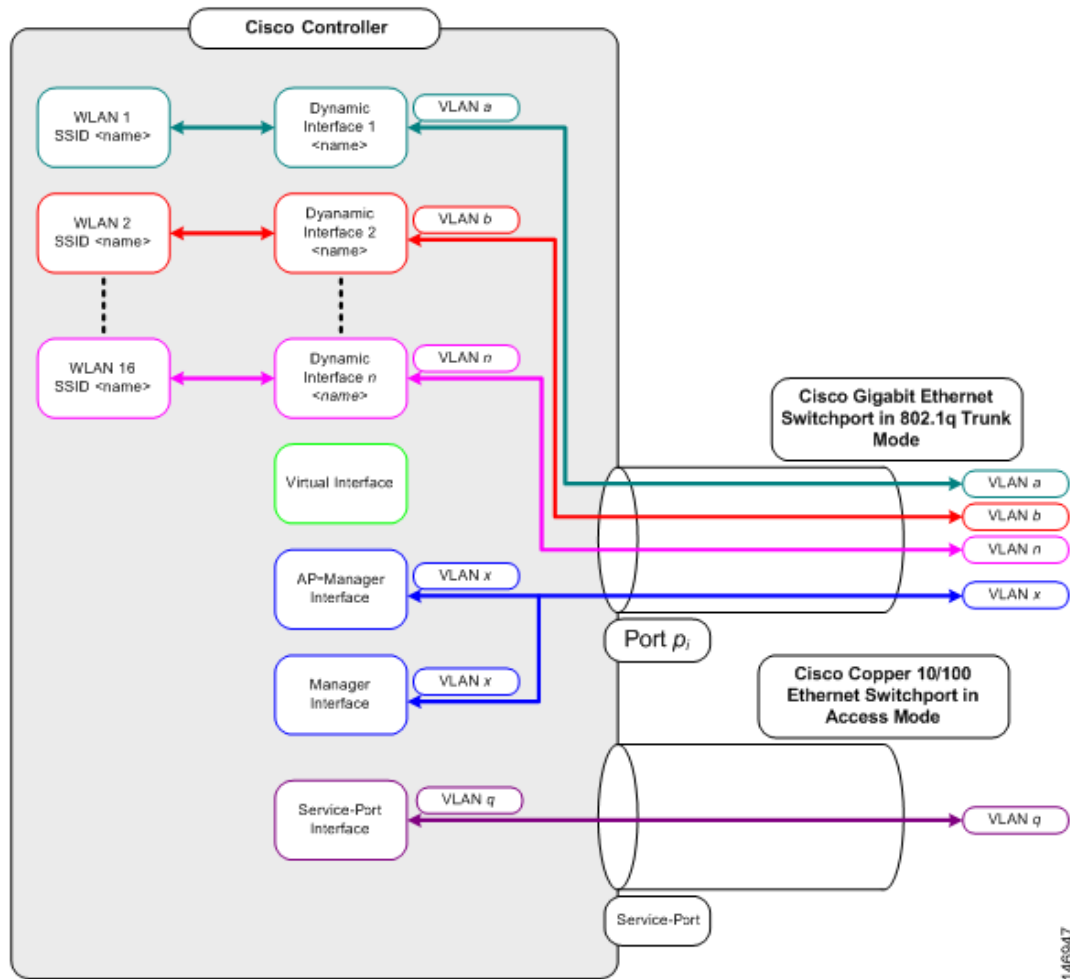 Cisco Controller
WLAN 1
SSID <name>
Dynamic
Interface 1
<name>
VLAN a
WLAN 2
SSID <name>
Dyanamic
Interface 2
<name>
VLAN b
WLAN 16
SSID <name>
Dynamic
Interface n
<name>
VLAN n
Virtual Interface
AP-Manager
Interface
VLAN x
Manager
Interface
VLAN x
Service-Port
Interface
VLAN q
Cisco Gigabit Ethernet
Switchport in 802.1q Trunk
Mode
VLAN a
VLAN b
VLAN n
VLAN x
Port pi
Cisco Copper 10/100
Ethernet Switchport in
Access Mode
VLAN q
Service-Port
146947